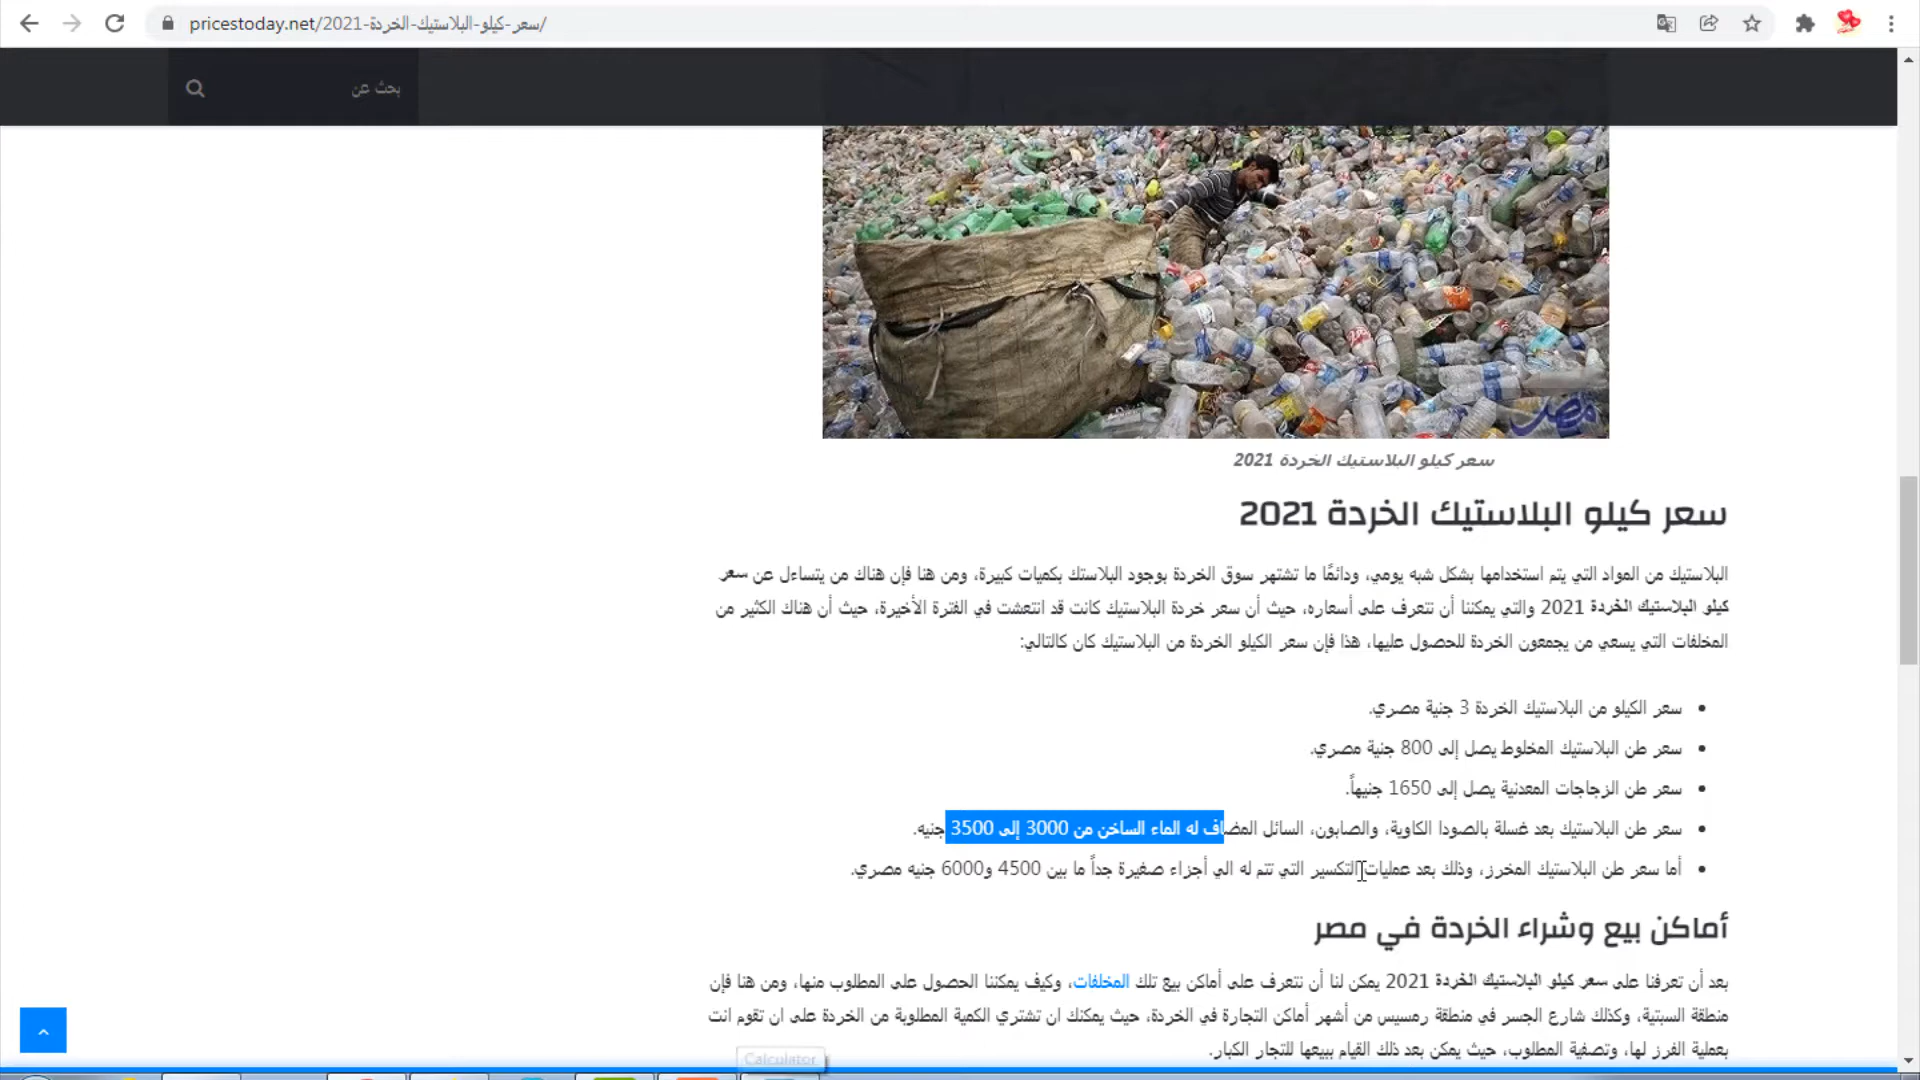 pricestoday.net/سعر-كيلو-البلاستيك-الخردة-2021/
بحث عن
مصر
سعر كيلو البلاستيك الخردة 2021
سعر كيلو البلاستيك الخردة 2021
البلاستيك من المواد التي يتم استخدامها بشكل شبه يومي، ودائمًا ما تشتهر سوق الخردة بوجود البلاستك بكميات كبيرة، ومن هنا فإن هناك من يتساءل عن سعر
كيلو البلاستيك الخردة 2021 والتي يمكننا أن نتعرف على أسعاره، حيث أن سعر خردة البلاستيك كانت قد انتعشت في الفترة الأخيرة، حيث أن هناك الكثير من
المخلفات التي يسعي من يجمعون الخردة للحصول عليها، هذا فإن سعر الكيلو الخردة من البلاستيك كان كالتالي:
• سعر الكيلو من البلاستيك الخردة 3 جنية مصري.
• سعر طن البلاستيك المخلوط يصل إلى 800 جنية مصري.
• سعر طن الزجاجات المعدنية يصل إلى 1650 جنيهاً.
• سعر طن البلاستيك بعد غسلة بالصودا الكاوية، والصابون، السائل المضاف له الماء الساخن من 3000 إلى 3500 جنيه.
• أما سعر طن البلاستيك المخرز، وذلك بعد عمليات التكسير التي تتم له الي أجزاء صغيرة جداً ما بين 4500 و6000 جنيه مصري.
أماكن بيع وشراء الخردة في مصر
بعد أن تعرفنا على سعر كيلو البلاستيك الخردة 2021 يمكن لنا أن نتعرف على أماكن بيع تلك المخلفات، وكيف يمكننا الحصول على المطلوب منها، ومن هنا فإن
منطقة السبتية، وكذلك شارع الجسر في منطقة رمسيس من أشهر أماكن التجارة في الخردة، حيث يمكنك ان تشتري الكمية المطلوبة من الخردة على ان تقوم انت
بعملية الفرز لها، وتصفية المطلوب، حيث يمكن بعد ذلك القيام ببيعها للتجار الكبار.
Calculator